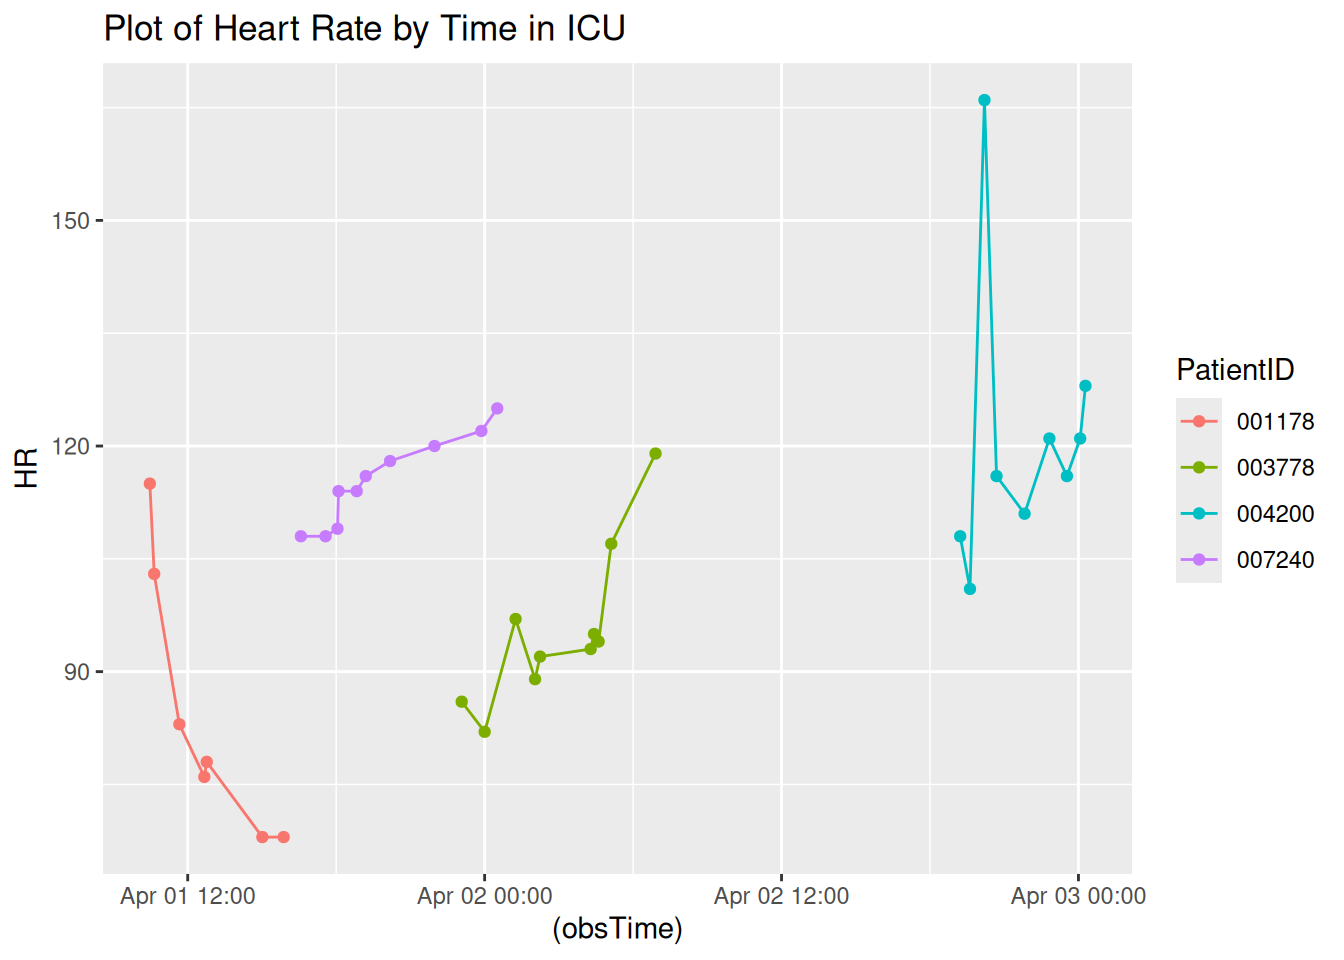 Plot of Heart Rate by Time in ICU
HR
150
120
90
Apr 01 12:00
Apr 02 00:00
Apr 02 12:00
Apr 03 00:00
(obsTime)
PatientID
001178
003778
004200
007240